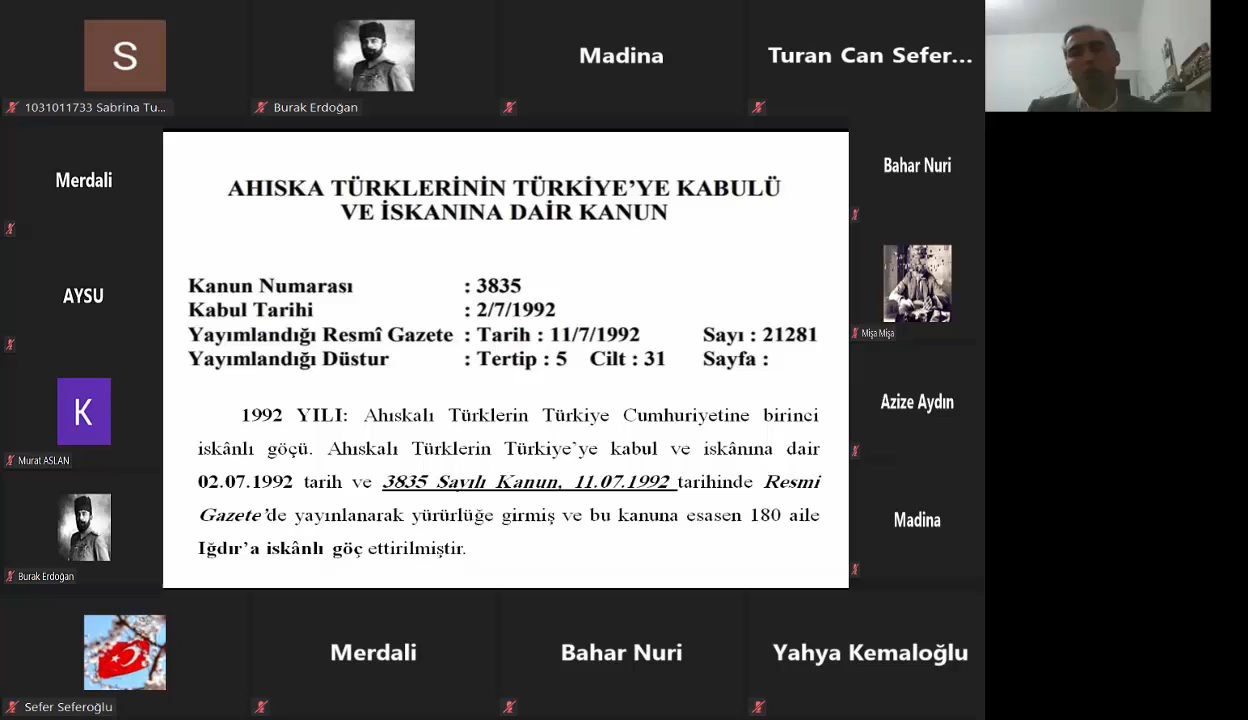 S
1031011733 Sabrina Tu...
Burak Erdoğan
Madina
Turan Can Sefer...
Merdali
AYSU
K
Murat ASLAN
Burak Erdoğan
AHISKA TÜRKLERİNİN TÜRKİYE'YE KABULÜ
VE İSKANINA DAİR KANUN
Kanun Numarası : 3835
Kabul Tarihi : 2/7/1992
Yayımlandığı Resmî Gazete : Tarih : 11/7/1992 Sayı : 21281
Yayımlandığı Düstur : Tertip : 5 Cilt : 31 Sayfa :
1992 YILI: Ahıskalı Türklerin Türkiye Cumhuriyetine birinci
iskânlı göçü. Ahıskalı Türklerin Türkiye'ye kabul ve iskânına dair
02.07.1992 tarih ve 3835 Sayılı Kanun, 11.07.1992 tarihinde Resmi
Gazete'de yayınlanarak yürürlüğe girmiş ve bu kanuna esasen 180 aile
Iğdır'a iskânlı göç ettirilmiştir.
Bahar Nuri
Mişa Mişa
Azize Aydın
Madina
Sefer Seferoğlu
Merdali
Bahar Nuri
Yahya Kemaloğlu